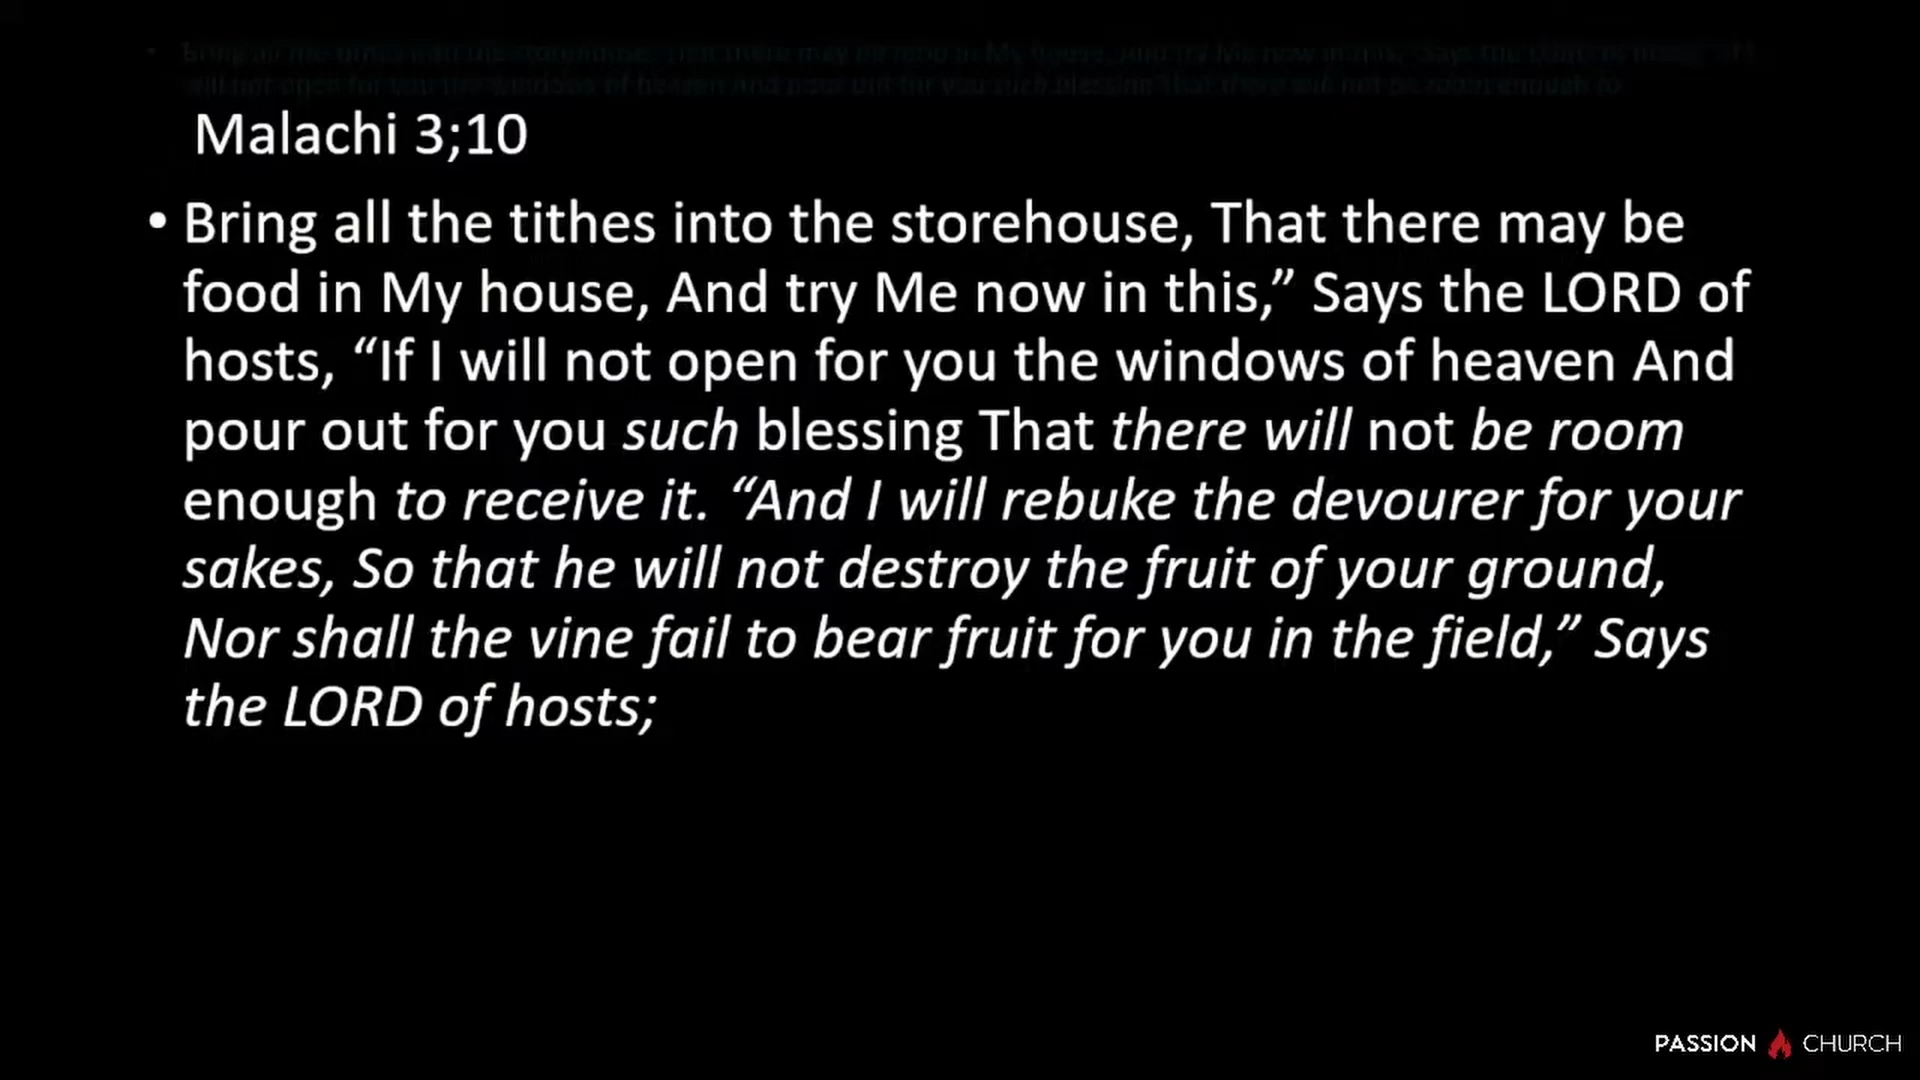 Malachi 3;10
• Bring all the tithes into the storehouse, That there may be
food in My house, And try Me now in this,” Says the LORD of
hosts, “If I will not open for you the windows of heaven And
pour out for you such blessing That there will not be room
enough to receive it. “And I will rebuke the devourer for your
sakes, So that he will not destroy the fruit of your ground,
Nor shall the vine fail to bear fruit for you in the field,” Says
the LORD of hosts;
PASSION CHURCH